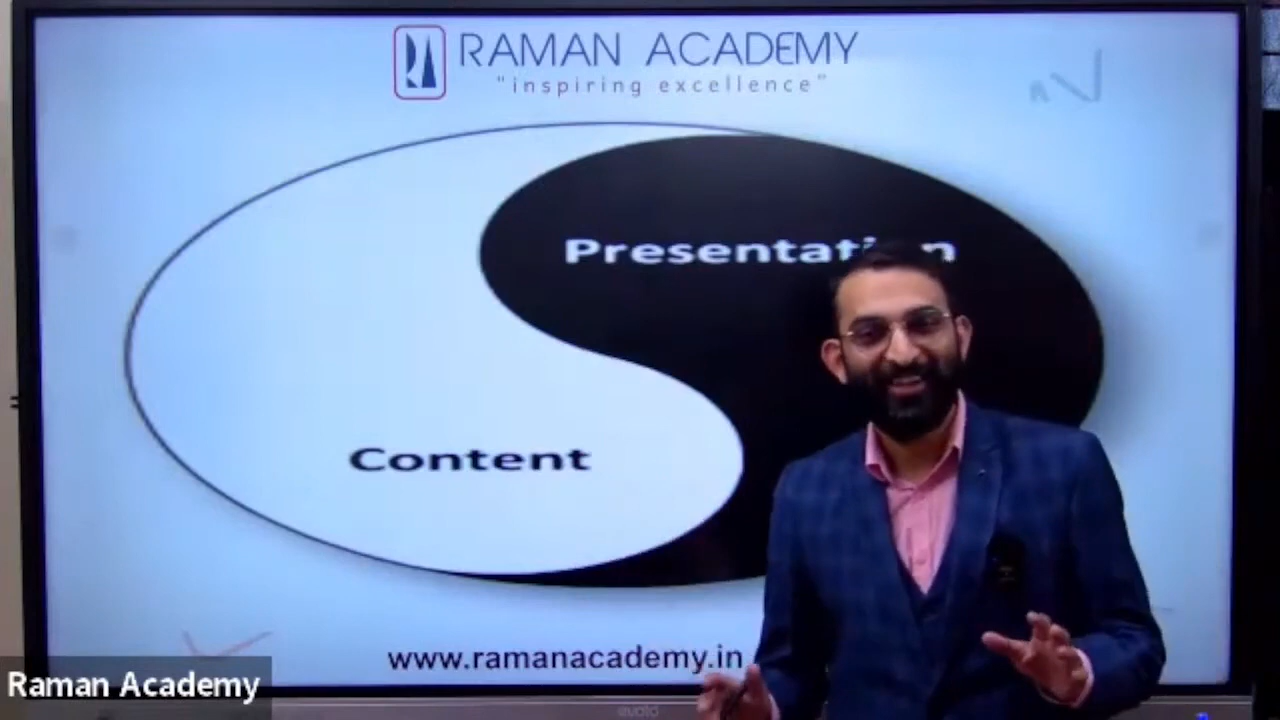 RAMAN ACADEMY
"inspiring excellence"
Presentation
Content
www.ramanacademy.in
Raman Academy